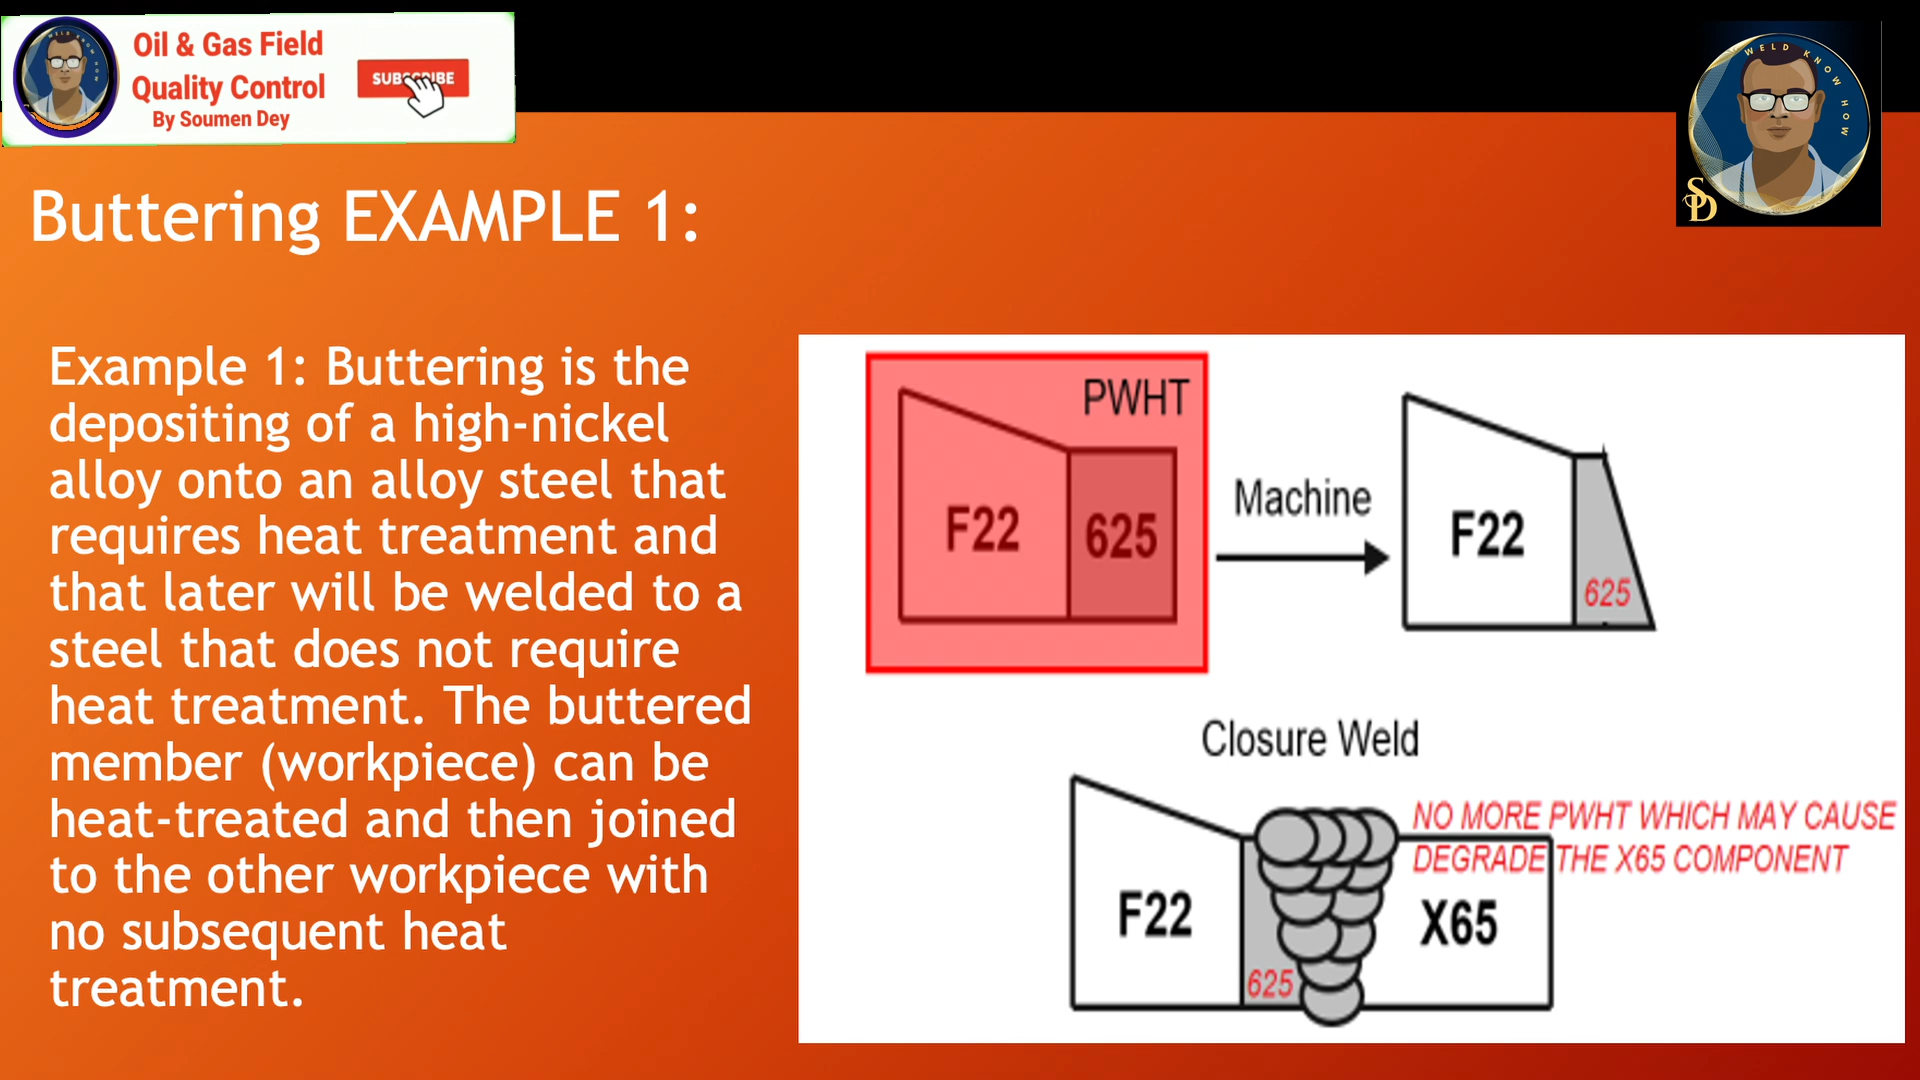 Oil & Gas Field
Quality Control
By Soumen Dey
SUBSCRIBE
WELD KNOW HOW
SD
Buttering EXAMPLE 1:
Example 1: Buttering is the
depositing of a high-nickel
alloy onto an alloy steel that
requires heat treatment and
that later will be welded to a
steel that does not require
heat treatment. The buttered
member (workpiece) can be
heat-treated and then joined
to the other workpiece with
no subsequent heat
treatment.
PWHT
F22
625
Machine
F22
625
Closure Weld
NO MORE PWHT WHICH MAY CAUSE
DEGRADE THE X65 COMPONENT
F22
X65
625